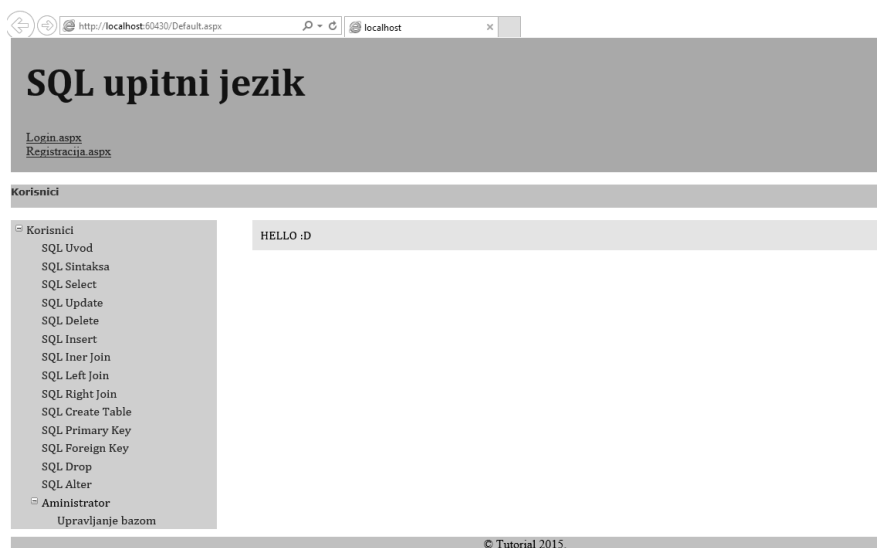 http://localhost:60430/Default.aspx
localhost
SQL upitni jezik
Login.aspx
Registracija.aspx
Korisnici
Korisnici
SQL Uvod
SQL Sintaksa
SQL Select
SQL Update
SQL Delete
SQL Insert
SQL Iner Join
SQL Left Join
SQL Right Join
SQL Create Table
SQL Primary Key
SQL Foreign Key
SQL Drop
SQL Alter
Aministrator
Upravljanje bazom
HELLO :D
© Tutorial 2015.